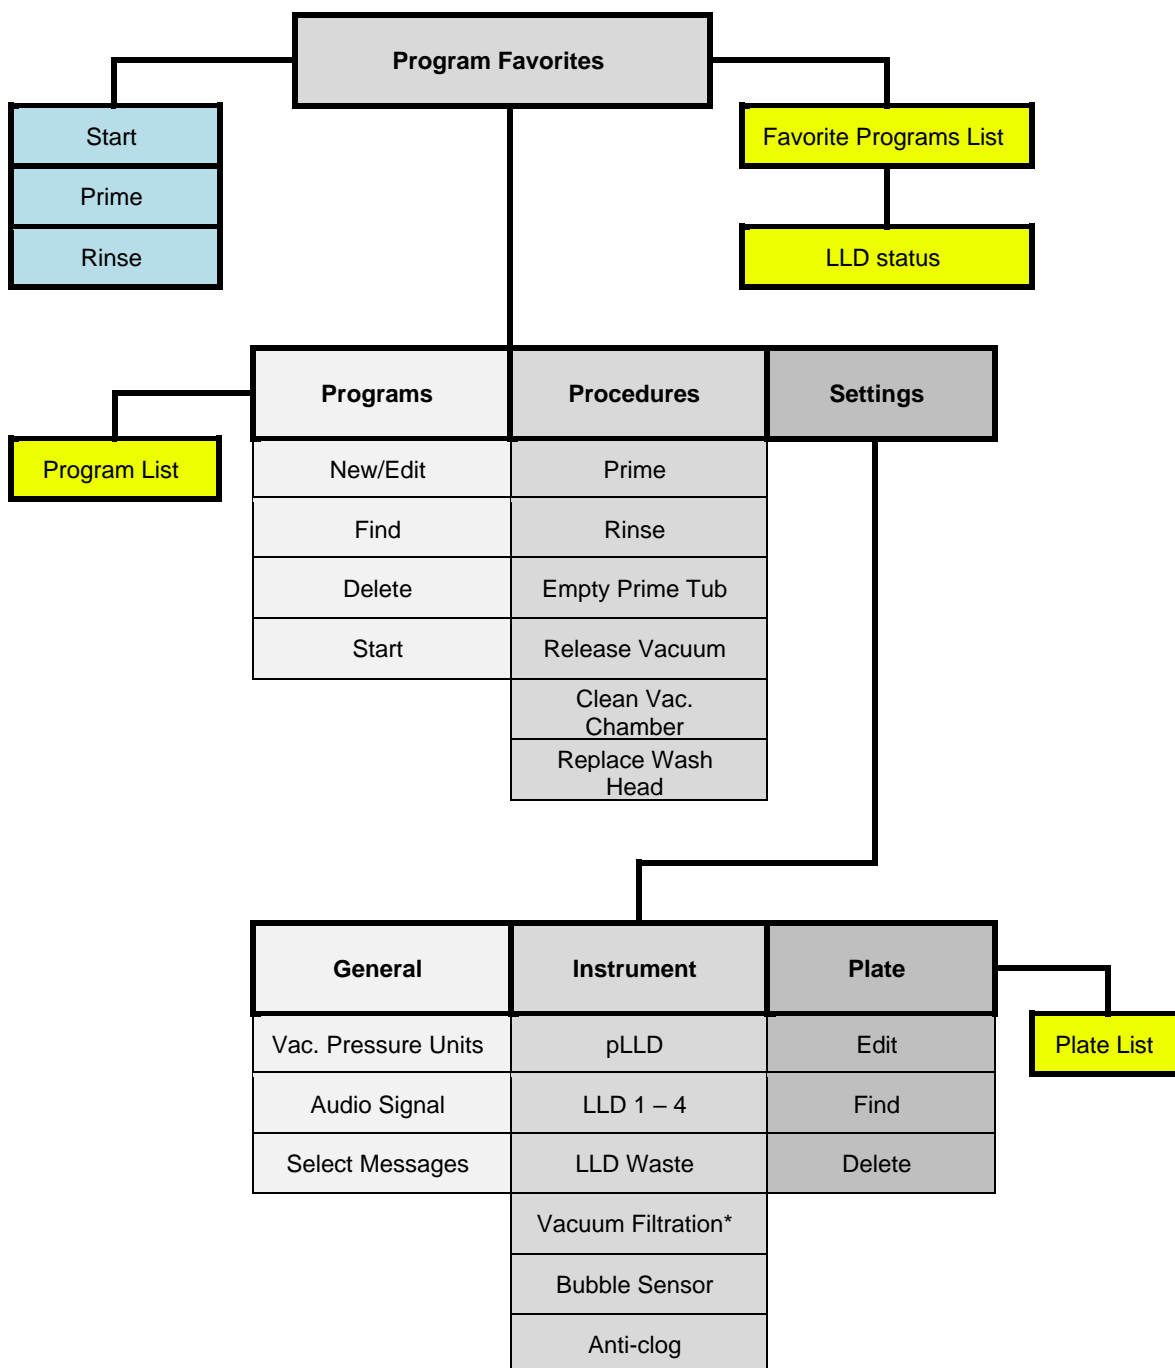 Program Favorites
Start
Prime
Rinse
Favorite Programs List
LLD status
Programs
Procedures
Settings
Program List
New/Edit
Prime
Find
Rinse
Delete
Empty Prime Tub
Start
Release Vacuum
Clean Vac.
Chamber
Replace Wash
Head
General
Instrument
Plate
Vac. Pressure Units
pLLD
Edit
Plate List
Audio Signal
LLD 1 – 4
Find
Select Messages
LLD Waste
Delete
Vacuum Filtration*
Bubble Sensor
Anti-clog